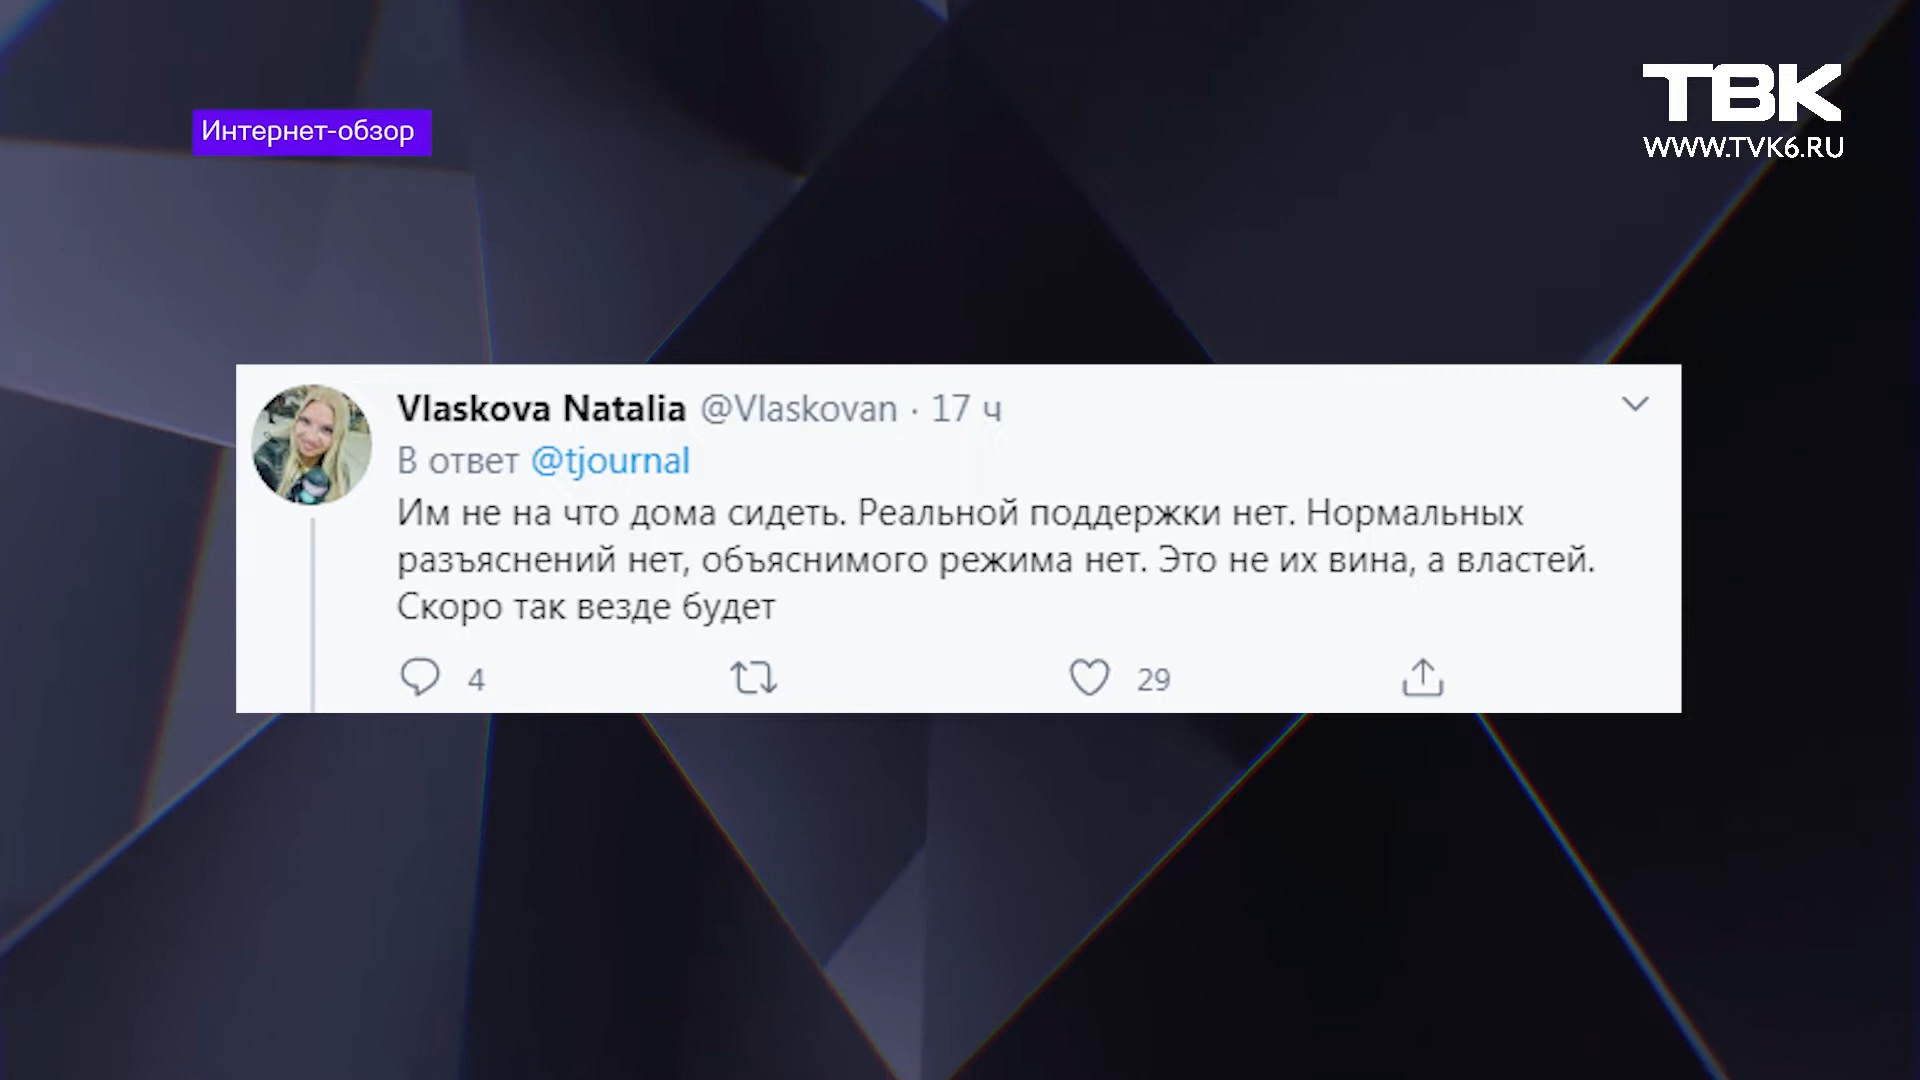 ТВК
WWW.TVK6.RU
Интернет-обзор
Vlaskova Natalia @Vlaskovan · 17 ч
В ответ @tjournal
Им не на что дома сидеть. Реальной поддержки нет. Нормальных
разъяснений нет, объяснимого режима нет. Это не их вина, а властей.
Скоро так везде будет
4 29